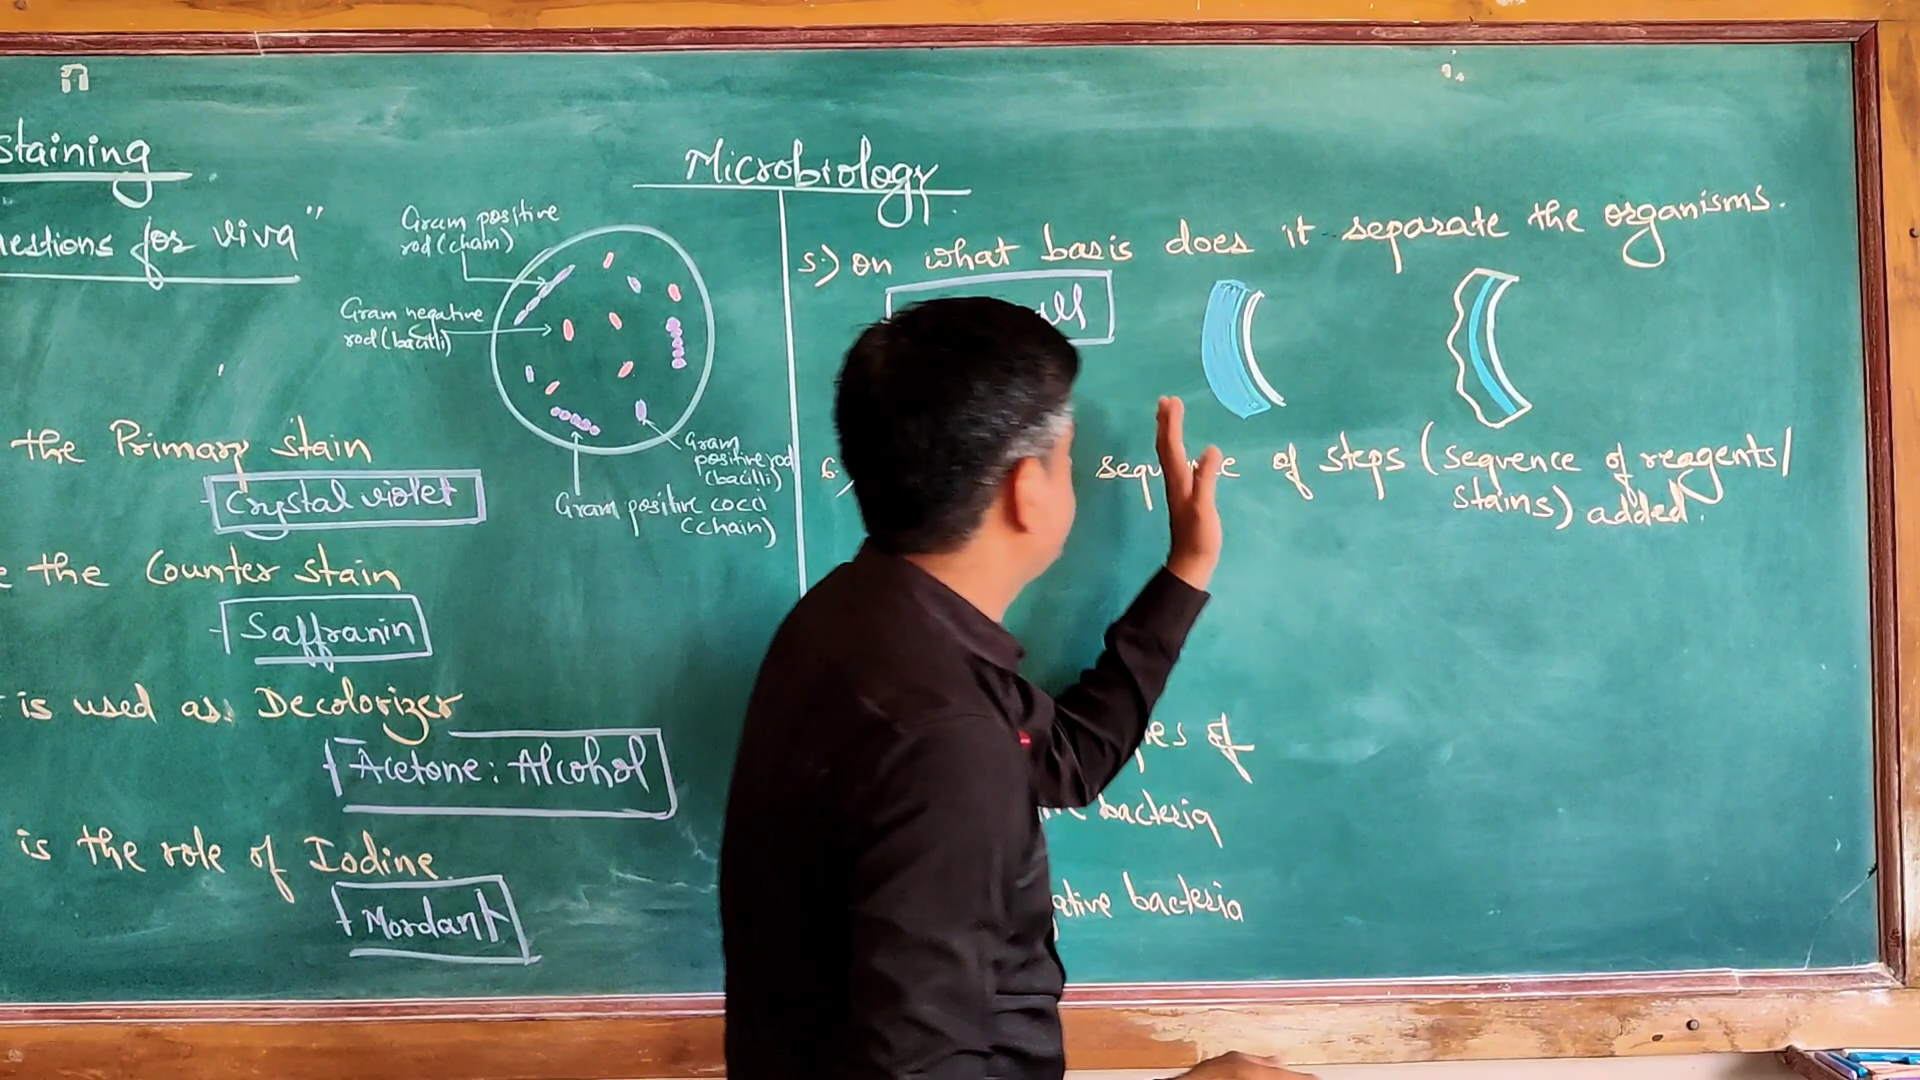 staining
Microbiology
for viva"
Gram positive
rod (chain)
Gram negative
rod (bacilli)
Gram
positive rod
(bacilli)
Gram positive cocci
(chain)
the Primary stain
Crystal violet
the Counter stain
Saffranin
is used as Decolorizer
Acetone: Alcohol
is the role of Iodine
Mordant
5.) On what basis does it separate the organisms.
6.) of steps (sequence of reagents/
stains) added.
of
bacteria
bacteria